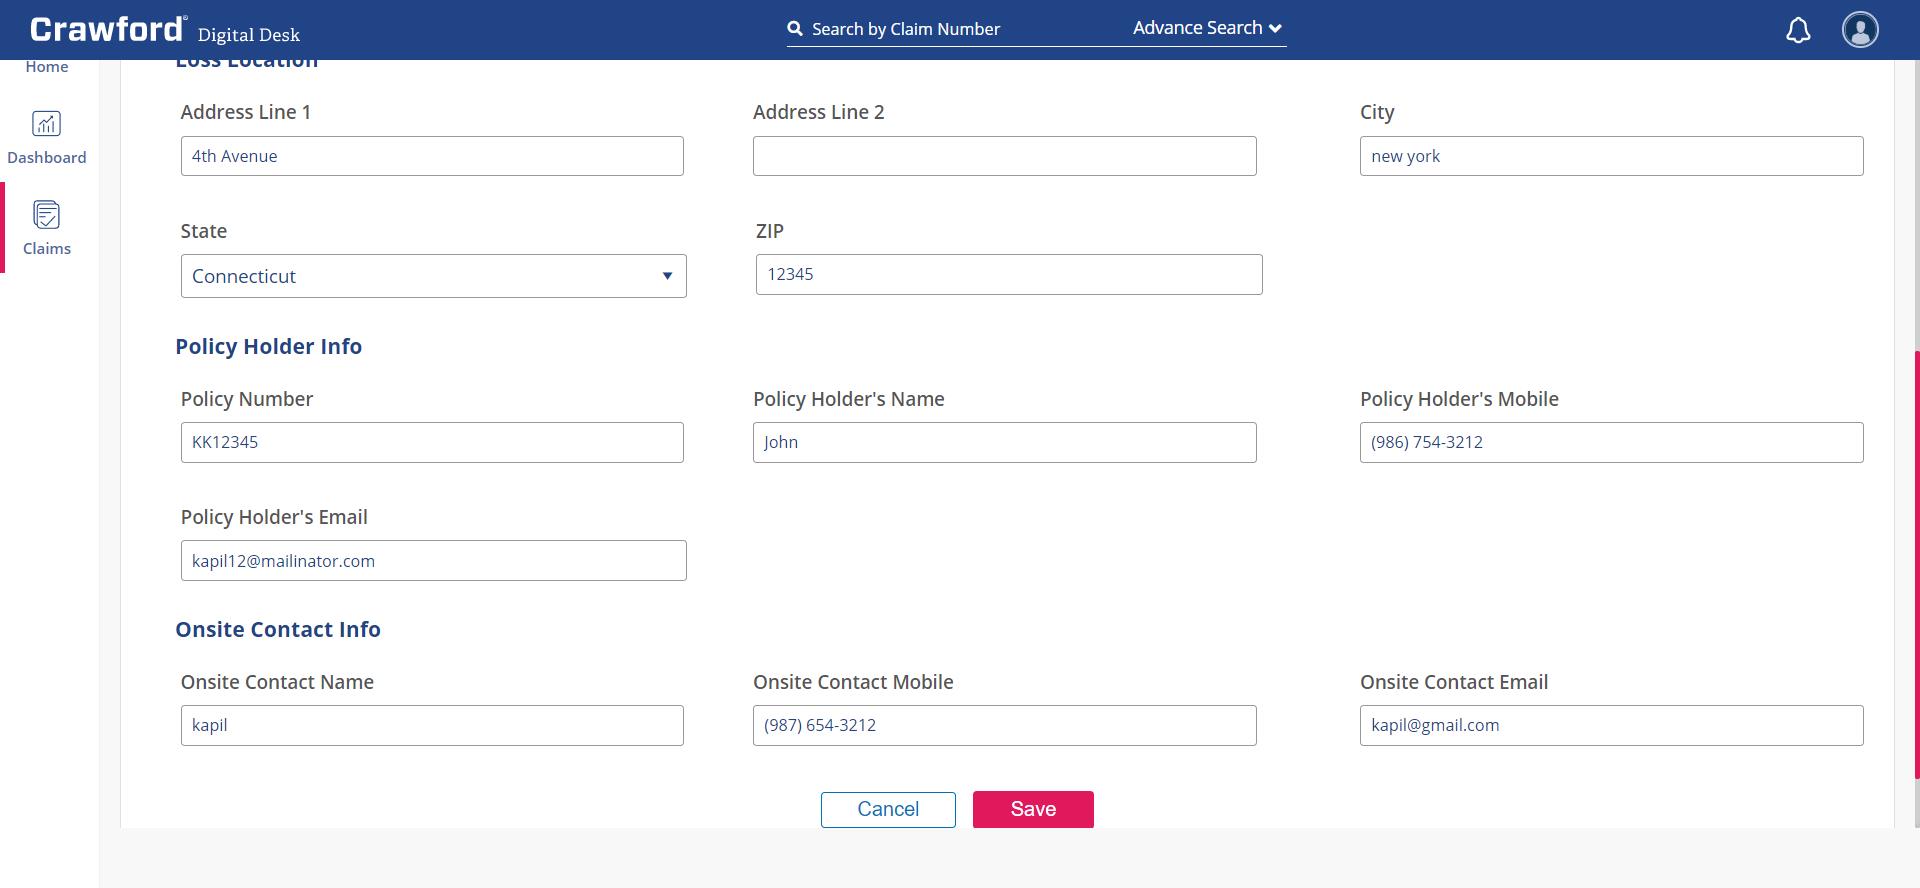 Crawford® Digital Desk
Search by Claim Number
Advance Search
Home
Dashboard
Claims
Loss Location
Address Line 1
Address Line 2
City
4th Avenue
new york
State
ZIP
Connecticut
12345
Policy Holder Info
Policy Number
Policy Holder's Name
Policy Holder's Mobile
KK12345
John
(986) 754-3212
Policy Holder's Email
kapil12@mailinator.com
Onsite Contact Info
Onsite Contact Name
Onsite Contact Mobile
Onsite Contact Email
kapil
(987) 654-3212
kapil@gmail.com
Cancel
Save